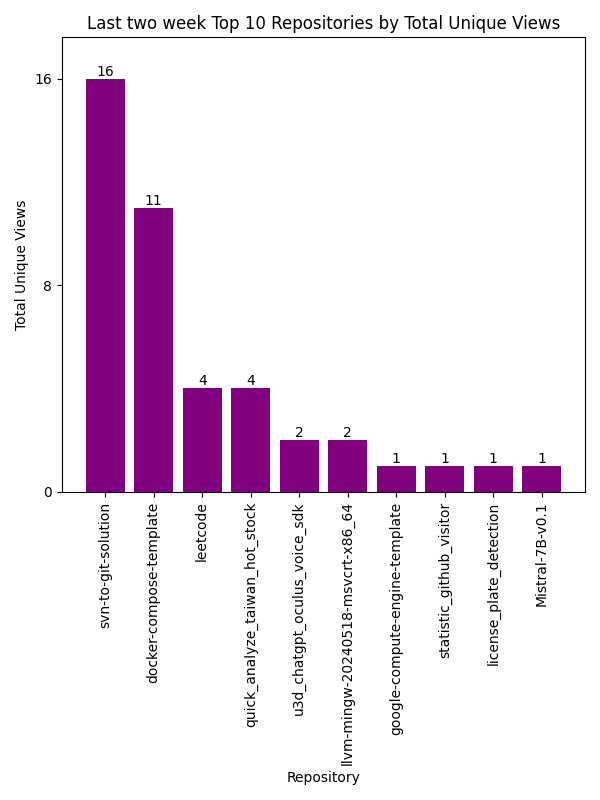 Last two week Top 10 Repositories by Total Unique Views
Total Unique Views
16
8
0
16
11
4
4
2
2
1
1
1
1
svn-to-git-solution
docker-compose-template
leetcode
quick_analyze_taiwan_hot_stock
u3d_chatgpt_oculus_voice_sdk
llvm-mingw-20240518-msvcrt-x86_64
google-compute-engine-template
statistic_github_visitor
license_plate_detection
Mistral-7B-v0.1
Repository